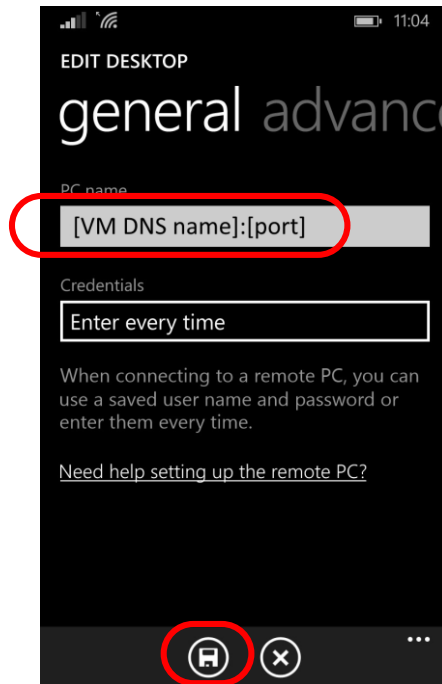 11:04
EDIT DESKTOP
general advanc
PC name
[VM DNS name]:[port]
Credentials
Enter every time
When connecting to a remote PC, you can
use a saved user name and password or
enter them every time.
Need help setting up the remote PC?